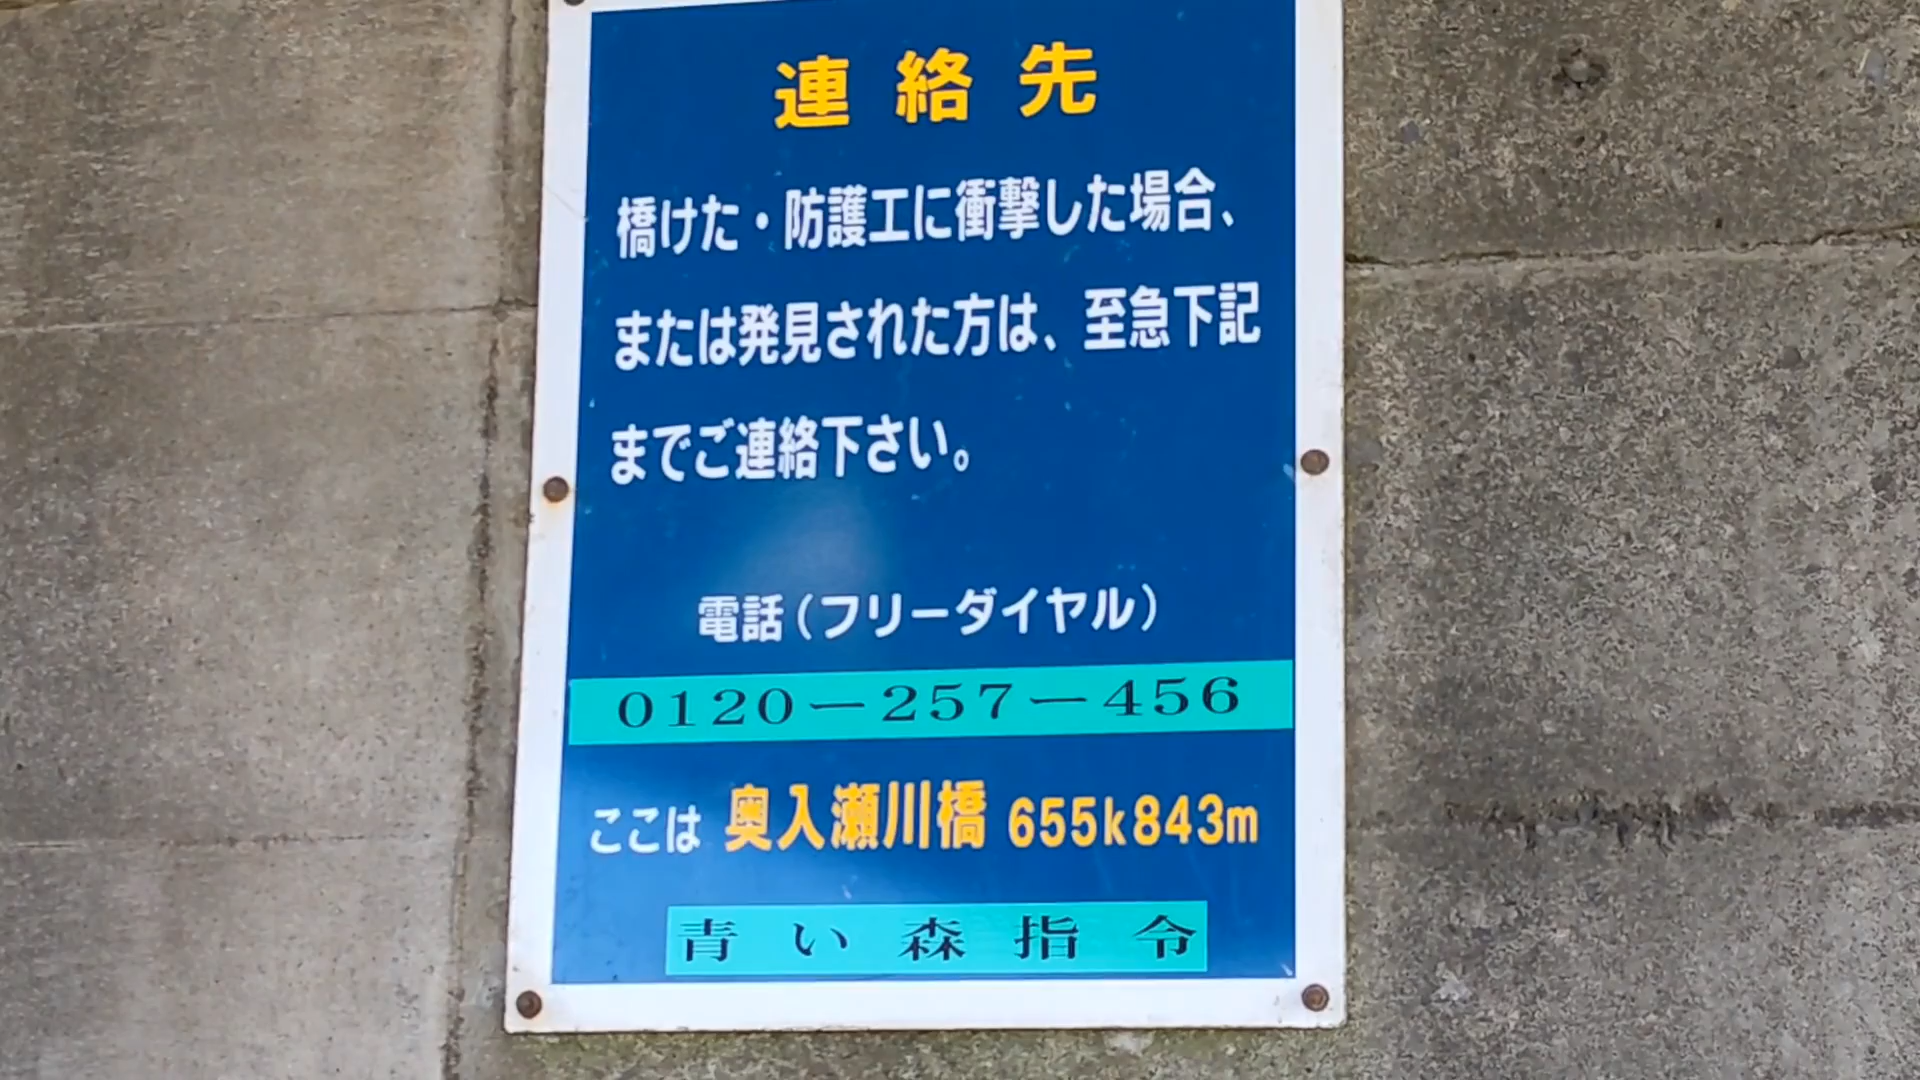 連絡先
橋けた・防護工に衝撃した場合、
または発見された方は、至急下記
までご連絡下さい。
電話(フリーダイヤル)
0120-257-456
ここは 奥入瀬川橋 655k843m
青い森指令